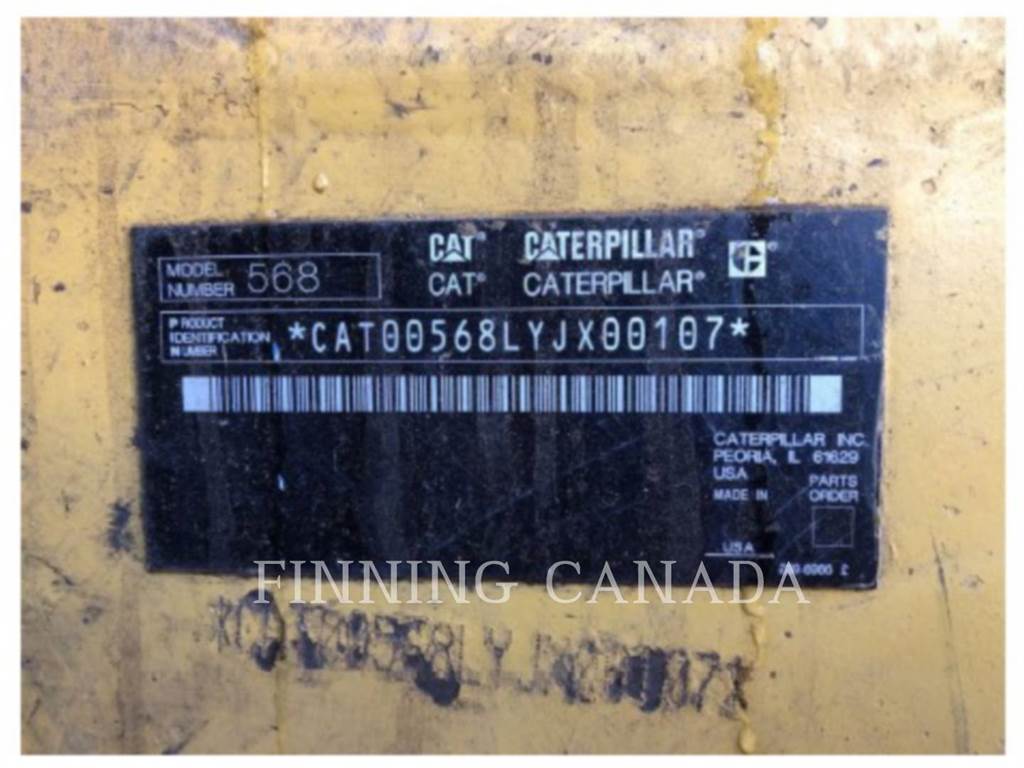 CAT® CATERPILLAR®
CAT® CATERPILLAR®
MODEL
NUMBER 568
PRODUCT
IDENTIFICATION
NUMBER
*CAT00568LYJX00107*
CATERPILLAR INC.
PEORIA, IL 61629
USA
MADE IN
USA
PARTS
ORDER
FINNING CANADA